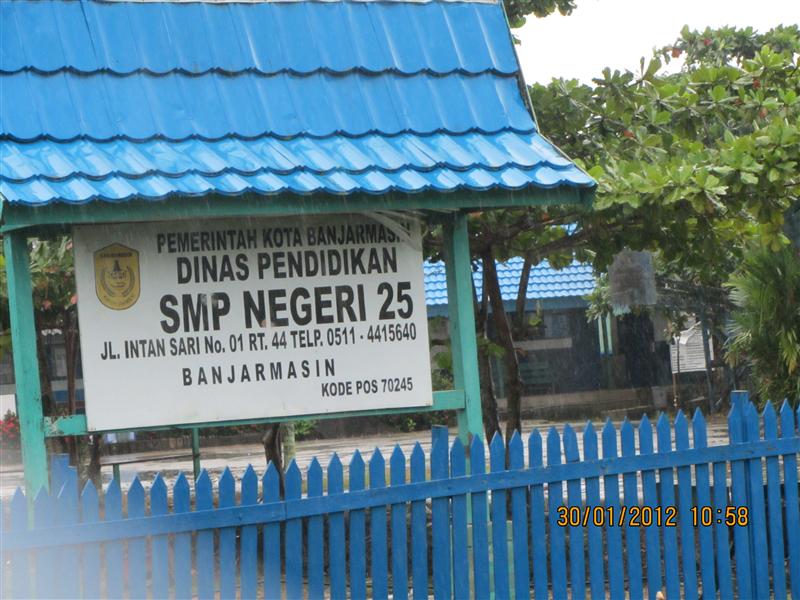 PEMERINTAH KOTA BANJARMASIN
DINAS PENDIDIKAN
SMP NEGERI 25
JL. INTAN SARI No. 01 RT. 44 TELP. 0511 - 4415640
BANJARMASIN
KODE POS 70245
30/01/2012 10:58